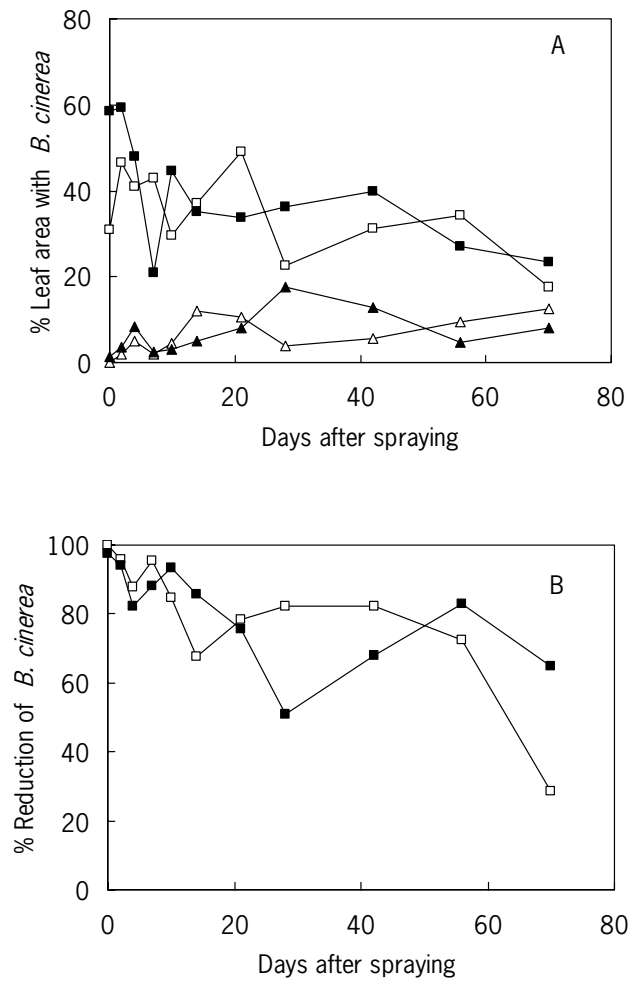 80
A
60
40
20
0
% Leaf area with B. cinerea
0 20 40 60 80
Days after spraying
100
B
80
60
40
20
0
% Reduction of B. cinerea
0 20 40 60 80
Days after spraying